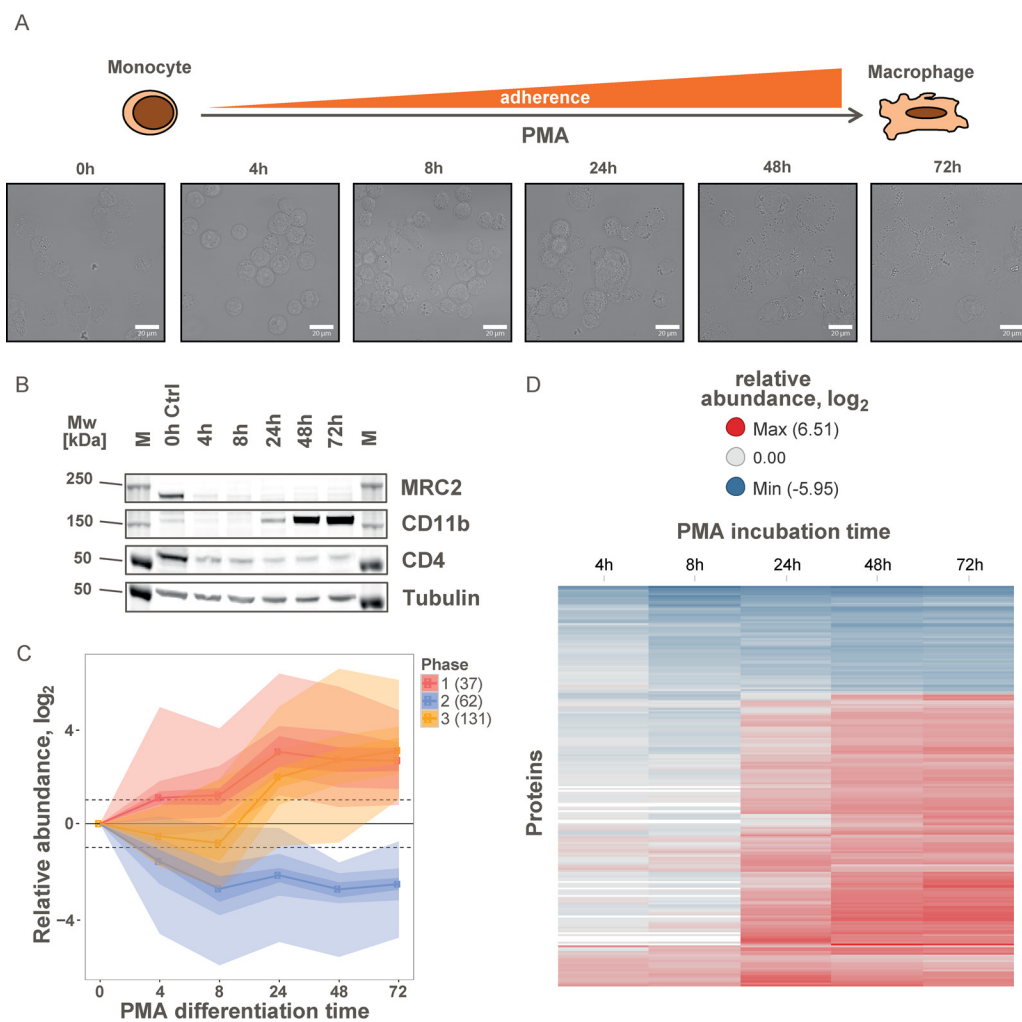 A
Monocyte
Macrophage
adherence
PMA
0h
4h
8h
24h
48h
72h
20 µm
20 µm
20 µm
20 µm
20 µm
20 µm
B
Mw
[kDa]
M
0h Ctrl
4h
8h
24h
48h
72h
M
250
MRC2
150
CD11b
50
CD4
50
Tubulin
C
Relative abundance, log2
4
0
−4
0
4
8
24
48
72
PMA differentiation time
Phase
1 (37)
2 (62)
3 (131)
D
relative
abundance, log2
Max (6.51)
0.00
Min (-5.95)
PMA incubation time
4h
8h
24h
48h
72h
Proteins